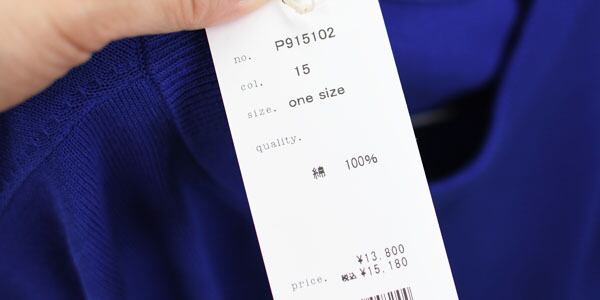 no. P915102
col. 15
size. one size
quality.
綿 100%
¥13.800
price. 税込 ¥15.180